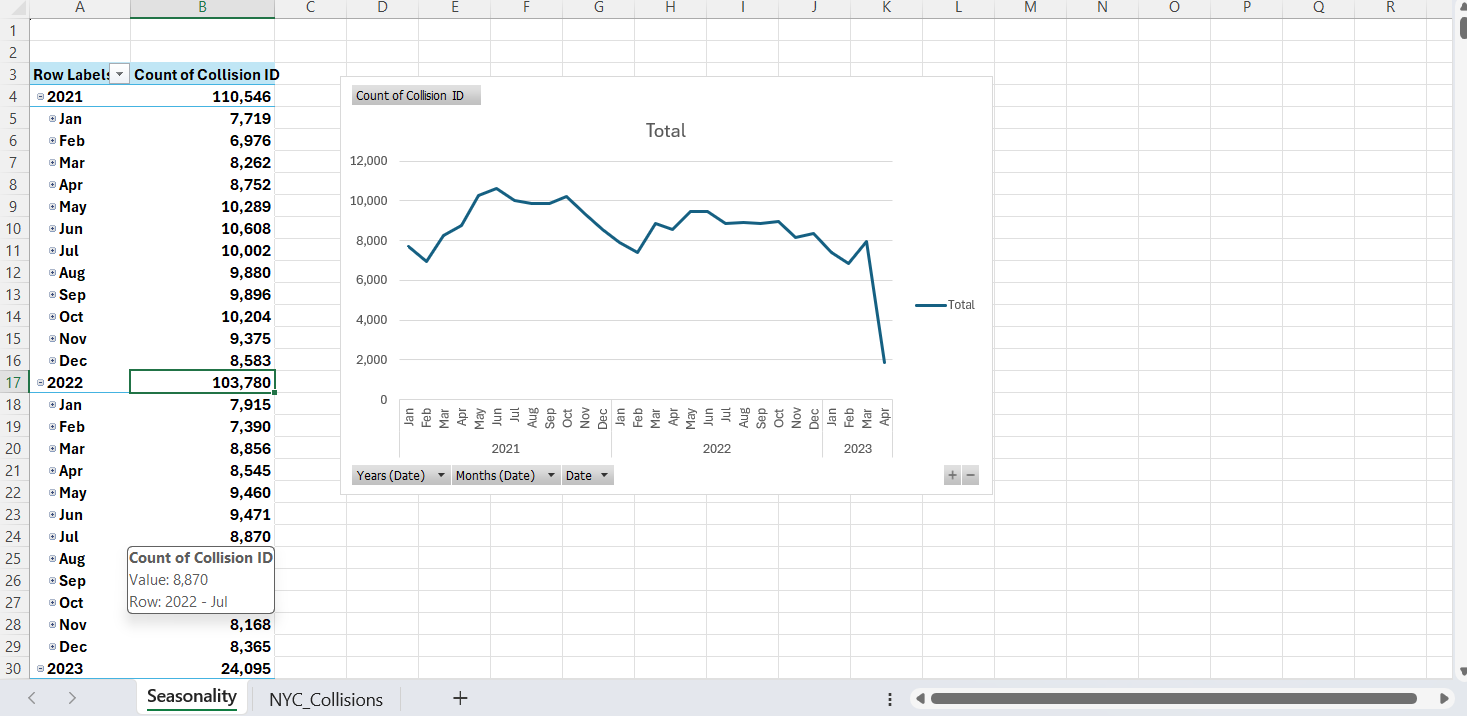 A B C D E F G H I J K L M N O P Q R
1
2
3 Row Labels Count of Collision ID
4 2021 110,546
5 Jan 7,719
6 Feb 6,976
7 Mar 8,262
8 Apr 8,752
9 May 10,289
10 Jun 10,608
11 Jul 10,002
12 Aug 9,880
13 Sep 9,896
14 Oct 10,204
15 Nov 9,375
16 Dec 8,583
17 2022 103,780
18 Jan 7,915
19 Feb 7,390
20 Mar 8,856
21 Apr 8,545
22 May 9,460
23 Jun 9,471
24 Jul 8,870
25 Aug
26 Sep
27 Oct
28 Nov 8,168
29 Dec 8,365
30 2023 24,095
Count of Collision ID
Value: 8,870
Row: 2022 - Jul
Count of Collision ID
Total
12,000
10,000
8,000
6,000
4,000
2,000
0
Jan Feb Mar Apr May Jun Jul Aug Sep Oct Nov Dec Jan Feb Mar Apr May Jun Jul Aug Sep Oct Nov Dec Jan Feb Mar Apr
2021 2022 2023
Total
Years (Date) Months (Date) Date + −
Seasonality NYC_Collisions +